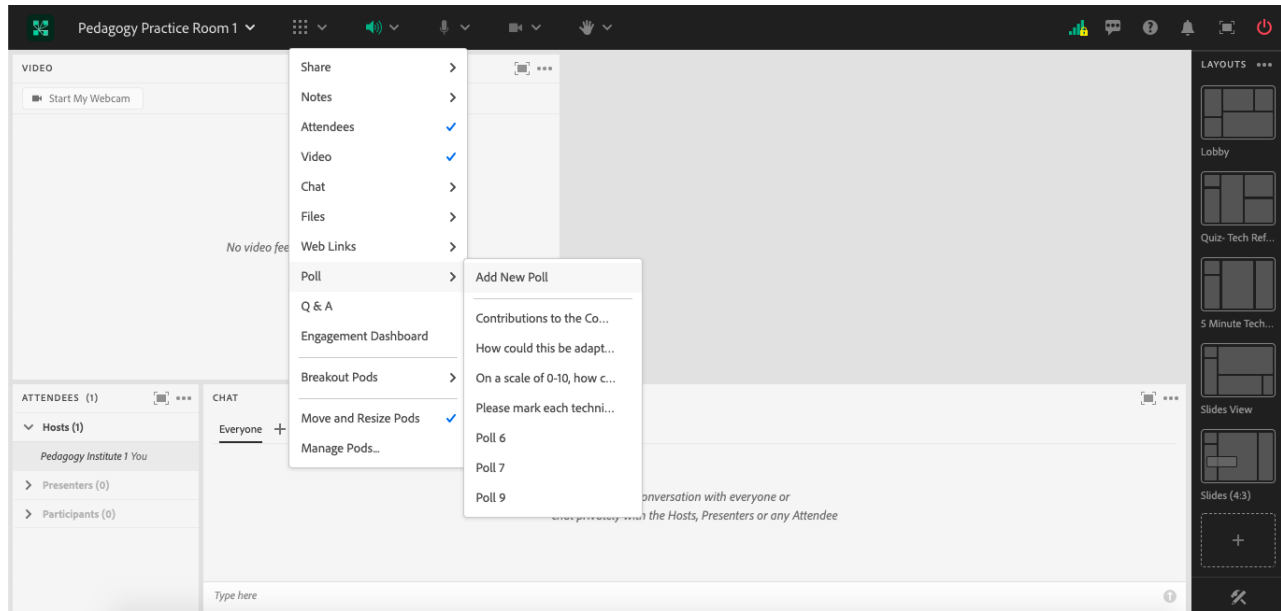 Pedagogy Practice Room 1
VIDEO
Start My Webcam
No video fee
Share
Notes
Attendees
Video
Chat
Files
Web Links
Poll
Q & A
Engagement Dashboard
Breakout Pods
Move and Resize Pods
Manage Pods...
Add New Poll
Contributions to the Co...
How could this be adapt...
On a scale of 0-10, how c...
Please mark each techni...
Poll 6
Poll 7
Poll 9
ATTENDEES (1)
Hosts (1)
Pedagogy Institute 1 You
Presenters (0)
Participants (0)
CHAT
Everyone
onversation with everyone or
chat privately with the Hosts, Presenters or any Attendee
Type here
LAYOUTS
Lobby
Quiz- Tech Ref...
5 Minute Tech...
Slides View
Slides (4:3)